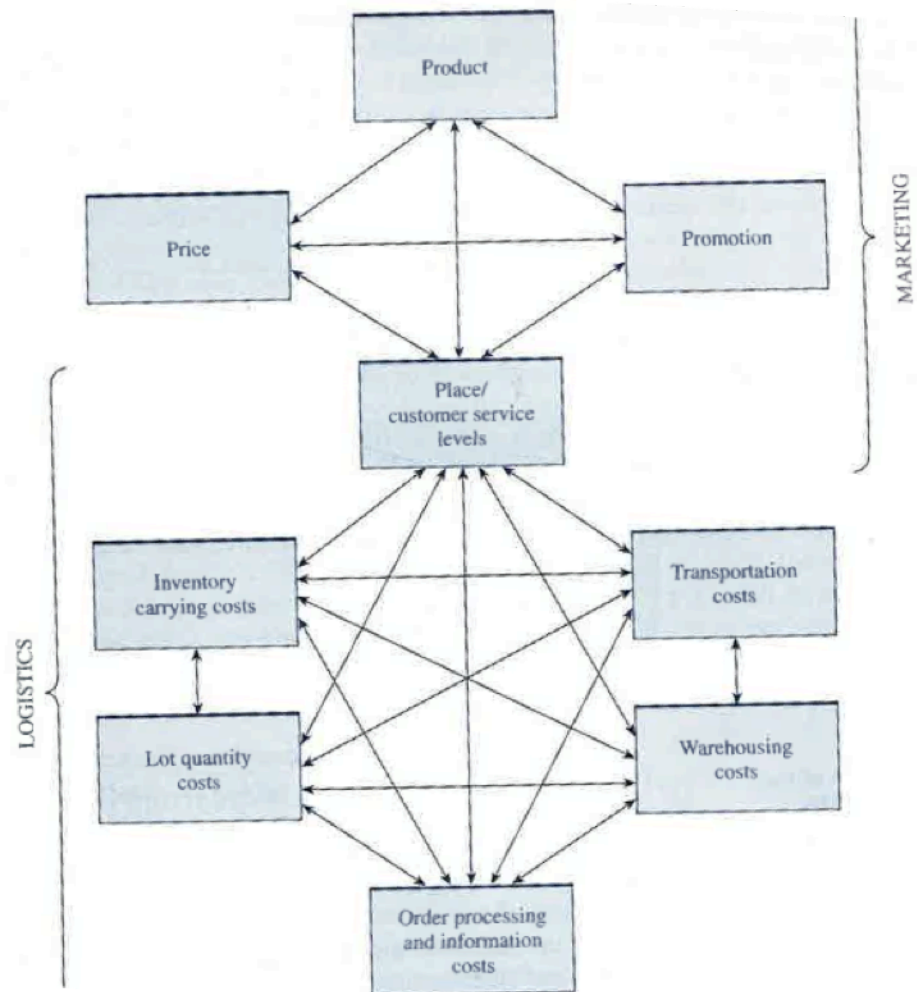 Product
MARKETING
Price
Promotion
Place/
customer service
levels
LOGISTICS
Inventory
carrying costs
Transportation
costs
Lot quantity
costs
Warehousing
costs
Order processing
and information
costs